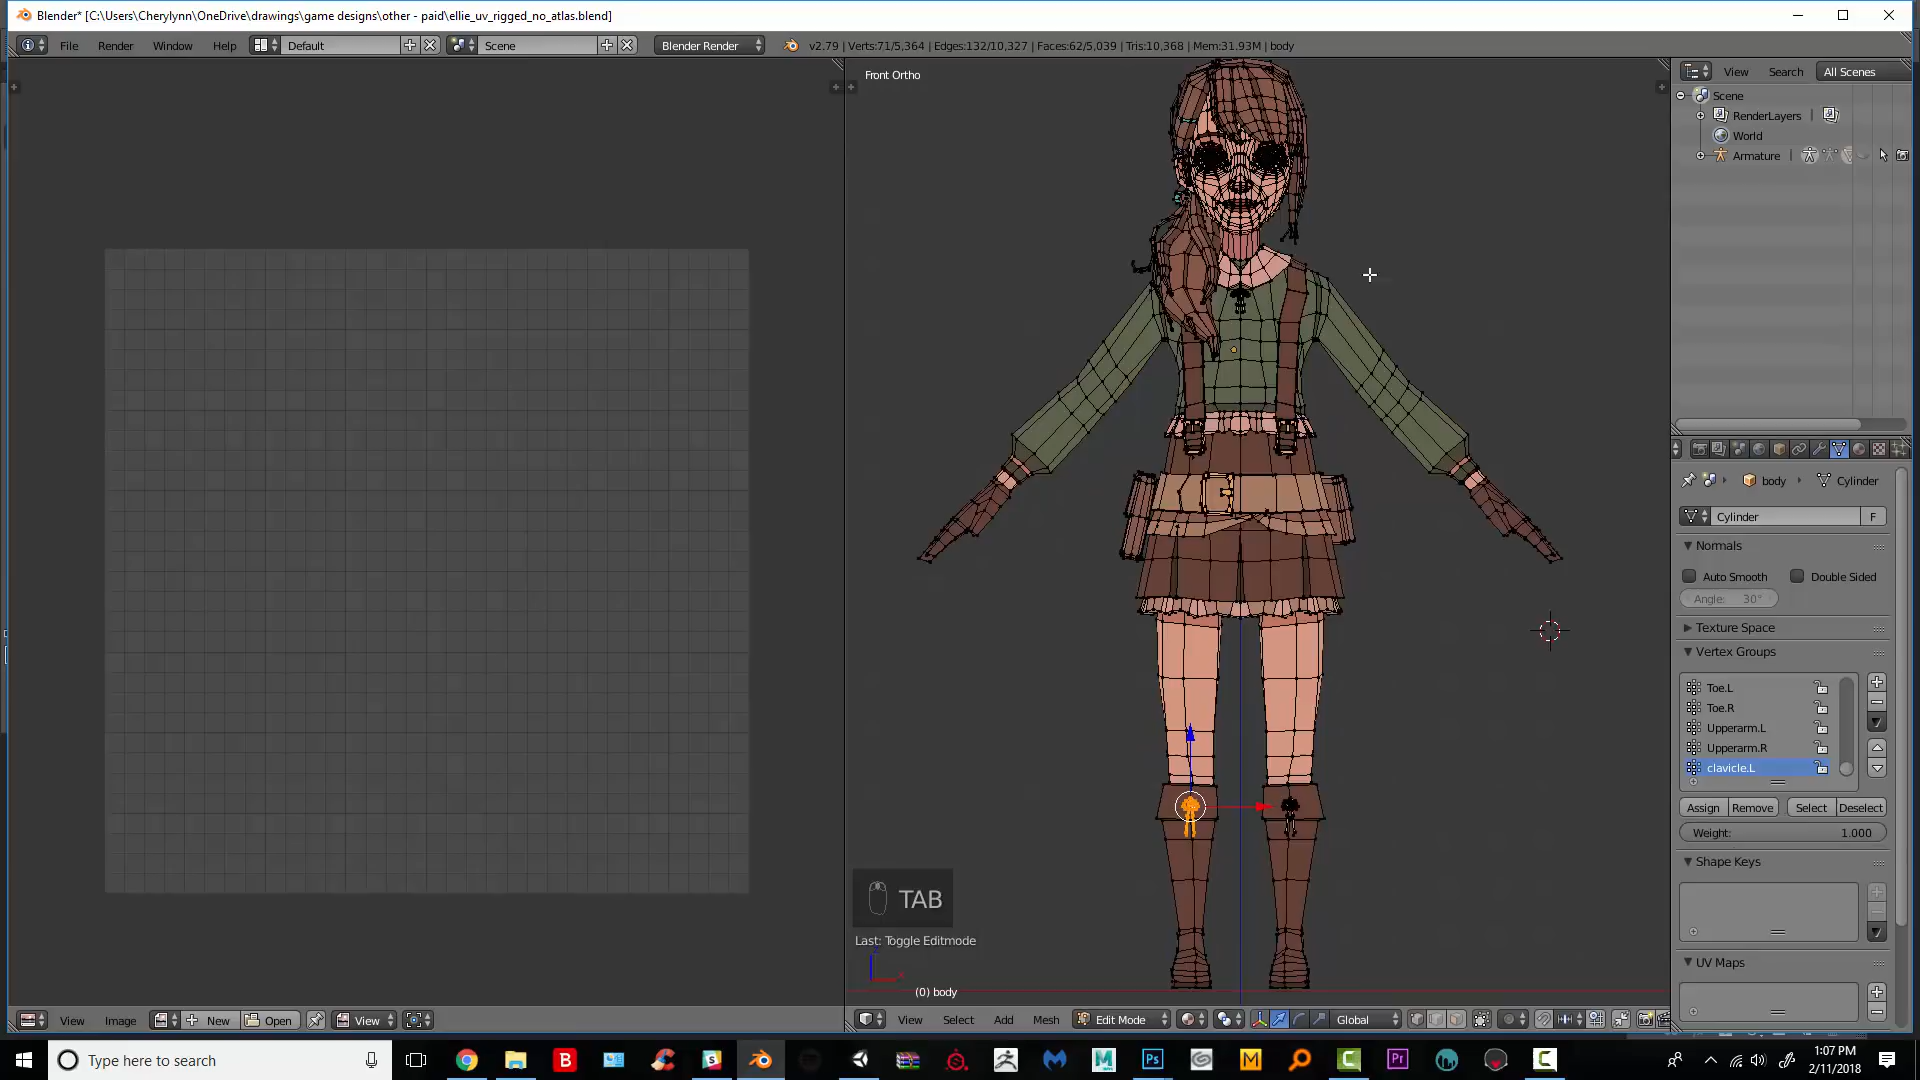 Blender* [C:\Users\Cherylynn\OneDrive\drawings\game designs\other - paid\ellie_uv_rigged_no_atlas.blend]
File Render Window Help Default Scene Blender Render v2.79 | Verts:71/5,364 | Edges:132/10,327 | Faces:62/5,039 | Tris:10,368 | Mem:31.93M | body
Front Ortho
View Search All Scenes
Scene
RenderLayers
World
Armature
body Cylinder
Cylinder F
Normals
Auto Smooth Double Sided
Angle: 30°
Texture Space
Vertex Groups
Toe.L
Toe.R
Upperarm.L
Upperarm.R
clavicle.L
Assign Remove Select Deselect
Weight: 1.000
Shape Keys
UV Maps
TAB
Last: Toggle Editmode
(0) body
View Image New Open View
View Select Add Mesh Edit Mode Global
Type here to search
1:07 PM
2/11/2018